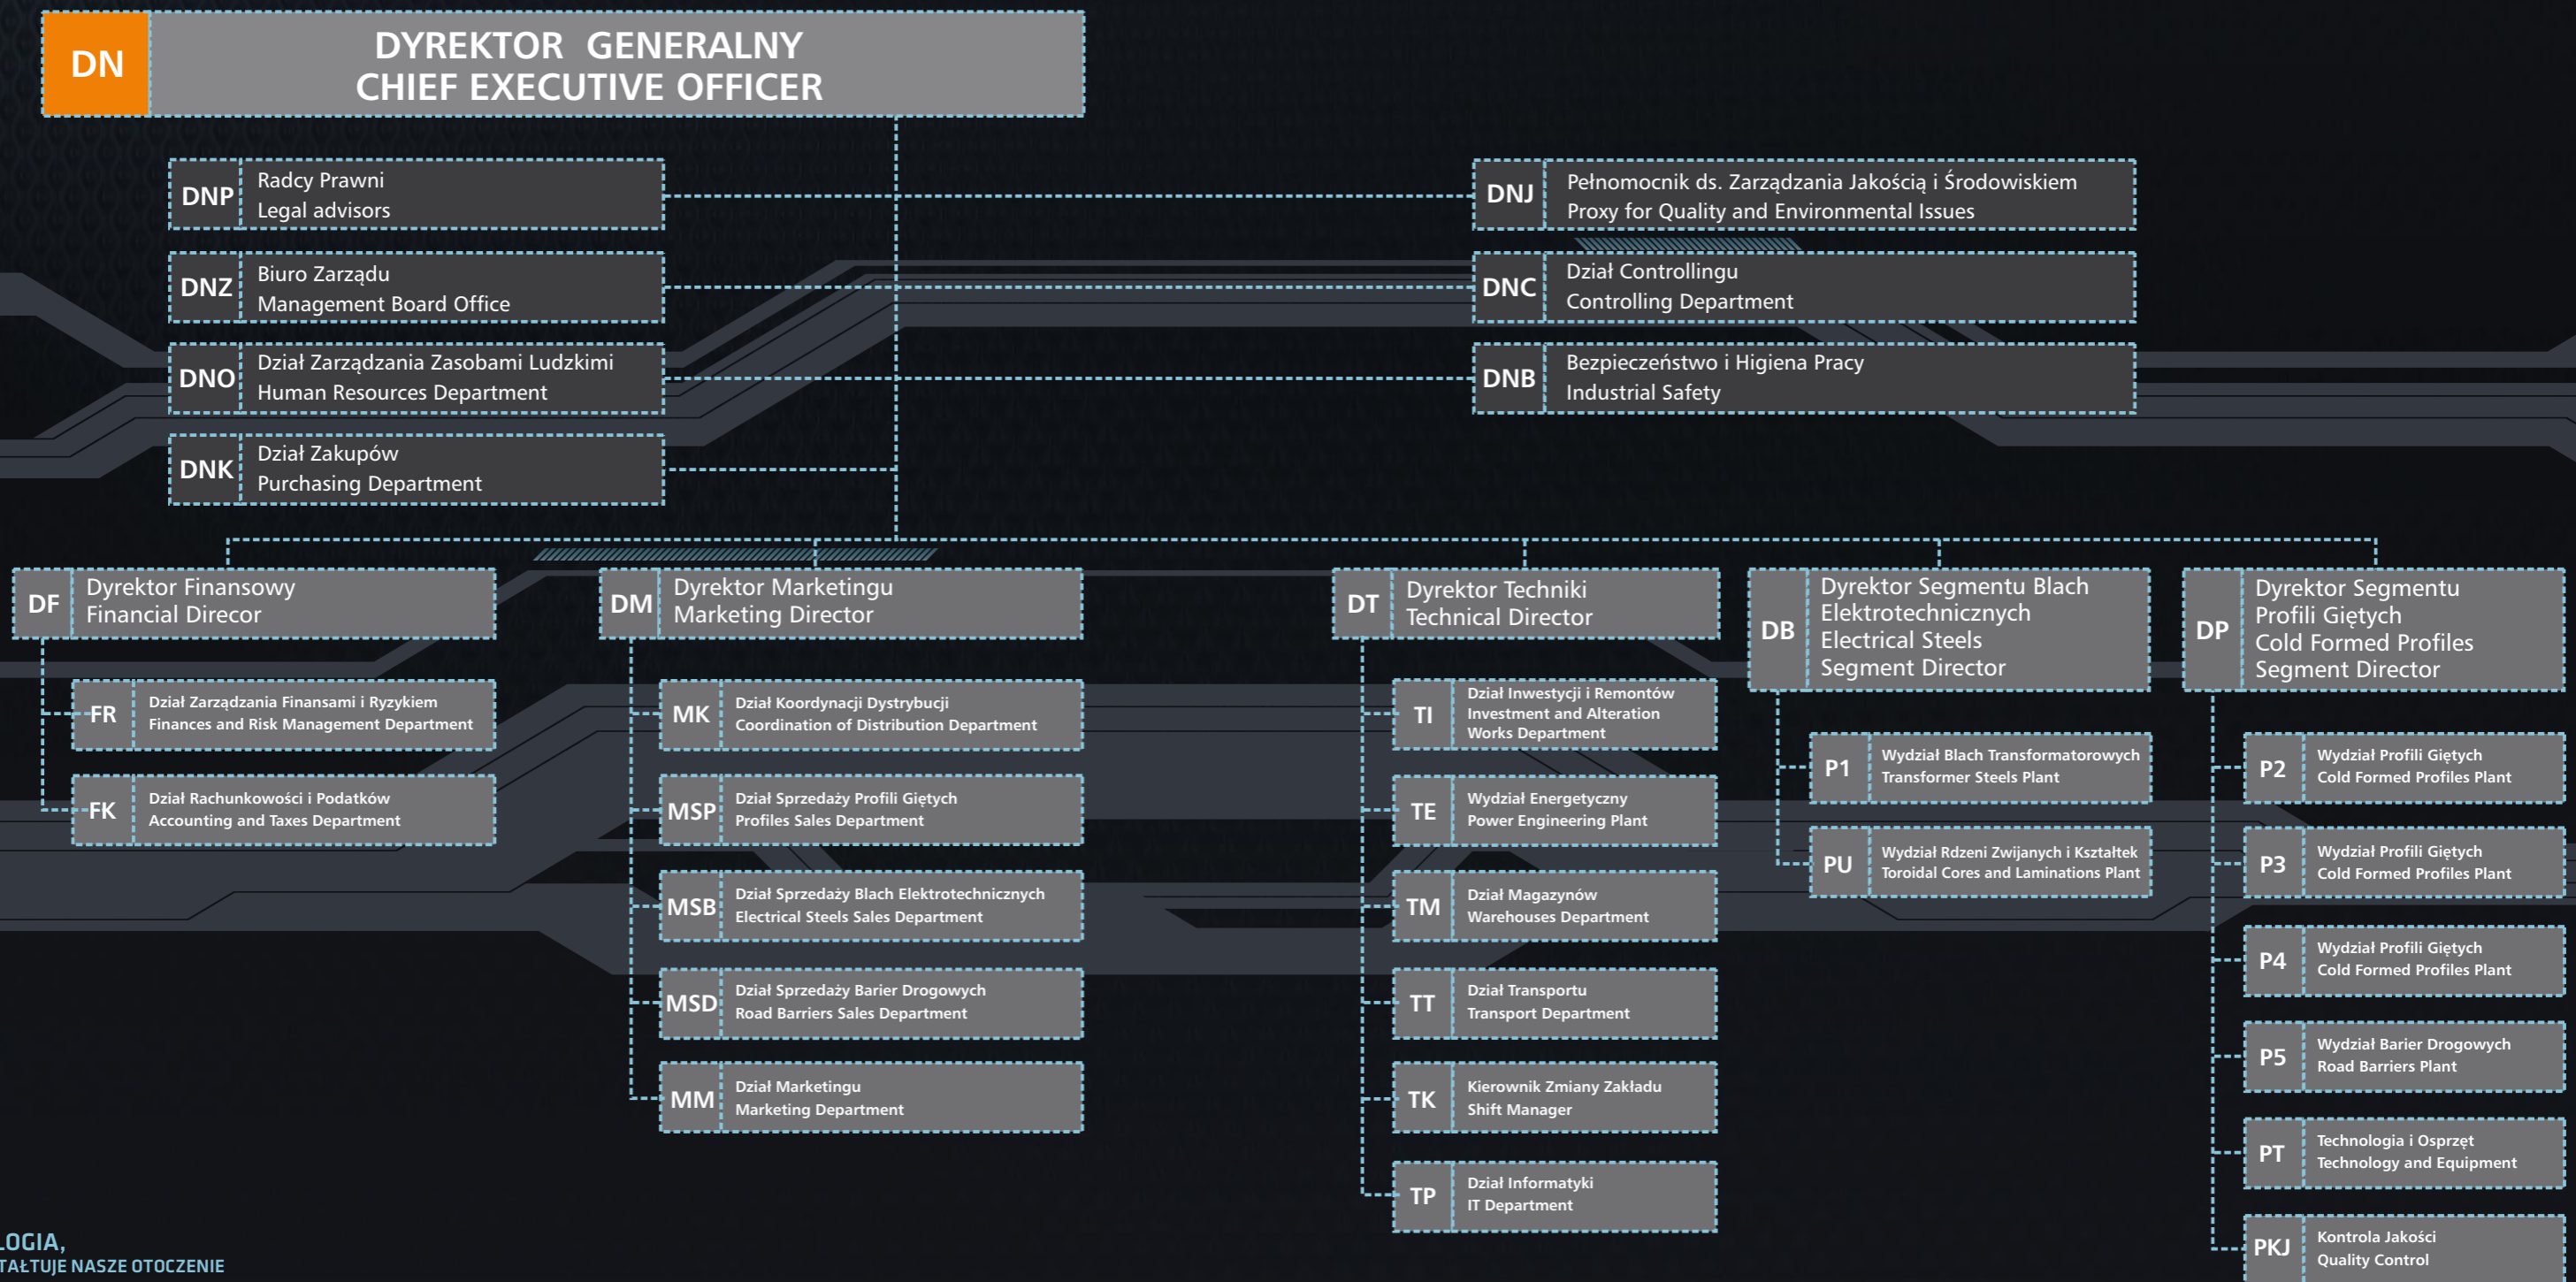 DN
DYREKTOR GENERALNY
CHIEF EXECUTIVE OFFICER
DNP
Radcy Prawni
Legal advisors
DNJ
Pełnomocnik ds. Zarządzania Jakością i Środowiskiem
Proxy for Quality and Environmental Issues
DNZ
Biuro Zarządu
Management Board Office
DNC
Dział Controllingu
Controlling Department
DNO
Dział Zarządzania Zasobami Ludzkimi
Human Resources Department
DNB
Bezpieczeństwo i Higiena Pracy
Industrial Safety
DNK
Dział Zakupów
Purchasing Department
DF
Dyrektor Finansowy
Financial Direcor
FR
Dział Zarządzania Finansami i Ryzykiem
Finances and Risk Management Department
FK
Dział Rachunkowości i Podatków
Accounting and Taxes Department
DM
Dyrektor Marketingu
Marketing Director
MK
Dział Koordynacji Dystrybucji
Coordination of Distribution Department
MSP
Dział Sprzedaży Profili Giętych
Profiles Sales Department
MSB
Dział Sprzedaży Blach Elektrotechnicznych
Electrical Steels Sales Department
MSD
Dział Sprzedaży Barier Drogowych
Road Barriers Sales Department
MM
Dział Marketingu
Marketing Department
DT
Dyrektor Techniki
Technical Director
TI
Dział Inwestycji i Remontów
Investment and Alteration
Works Department
TE
Wydział Energetyczny
Power Engineering Plant
TM
Dział Magazynów
Warehouses Department
TT
Dział Transportu
Transport Department
TK
Kierownik Zmiany Zakładu
Shift Manager
TP
Dział Informatyki
IT Department
DB
Dyrektor Segmentu Blach
Elektrotechnicznych
Electrical Steels
Segment Director
P1
Wydział Blach Transformatorowych
Transformer Steels Plant
PU
Wydział Rdzeni Zwijanych i Kształtek
Toroidal Cores and Laminations Plant
DP
Dyrektor Segmentu
Profili Giętych
Cold Formed Profiles
Segment Director
P2
Wydział Profili Giętych
Cold Formed Profiles Plant
P3
Wydział Profili Giętych
Cold Formed Profiles Plant
P4
Wydział Profili Giętych
Cold Formed Profiles Plant
P5
Wydział Barier Drogowych
Road Barriers Plant
PT
Technologia i Osprzęt
Technology and Equipment
PKJ
Kontrola Jakości
Quality Control
LOGIA,
TAŁTUJE NASZE OTOCZENIE